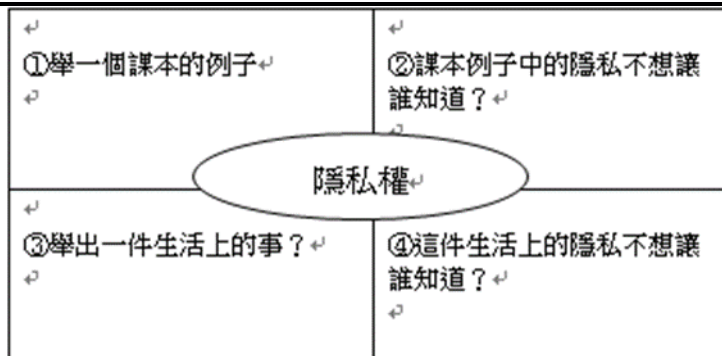 ①舉一個課本的例子
②課本例子中的隱私不想讓
誰知道？
隱私權
③舉出一件生活上的事？
④這件生活上的隱私不想讓
誰知道？